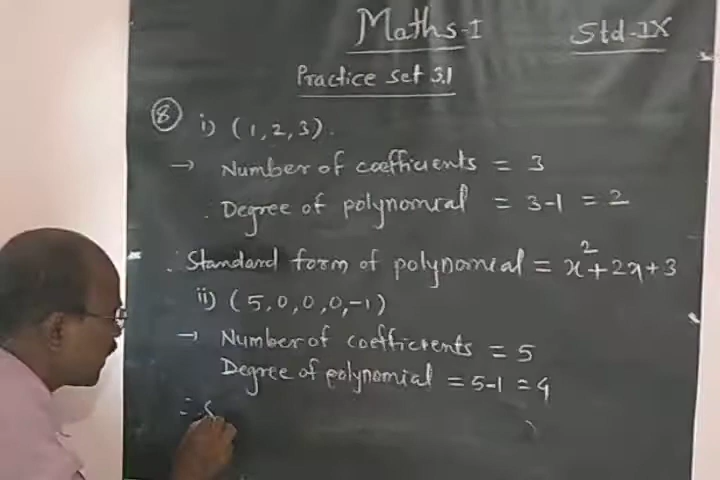 Maths-I Std-IX
Practice set 3.1
8 i) (1,2,3).
→ Number of coefficients = 3
∴ Degree of polynomial = 3-1 = 2
∴ Standard form of polynomial = x² + 2x + 3
ii) (5,0,0,0,-1)
→ Number of coefficients = 5
Degree of polynomial = 5-1 = 4
∴ S